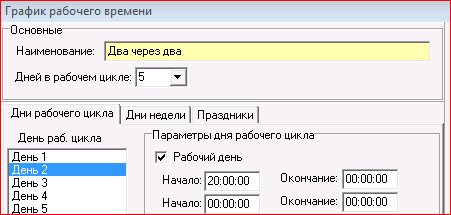 График рабочего времени
Основные
Наименование: Два через два
Дней в рабочем цикле: 5
Дни рабочего цикла Дни недели Праздники
День раб. цикла
День 1
День 2
День 3
День 4
День 5
Параметры дня рабочего цикла
Рабочий день
Начало: 20:00:00 Окончание: 00:00:00
Начало: 00:00:00 Окончание: 00:00:00